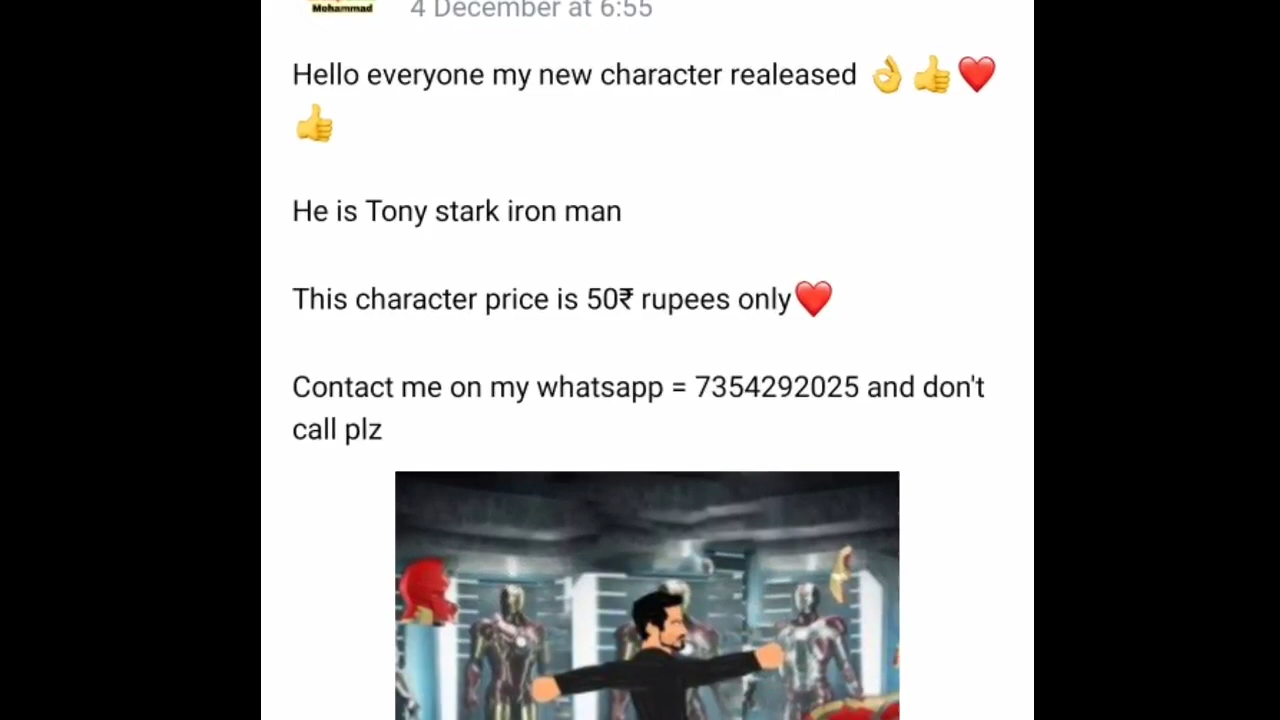 Mohammad
4 December at 6:55
Hello everyone my new character realeased 👌👍❤️
👍
He is Tony stark iron man
This character price is 50₹ rupees only❤️
Contact me on my whatsapp = 7354292025 and don't
call plz